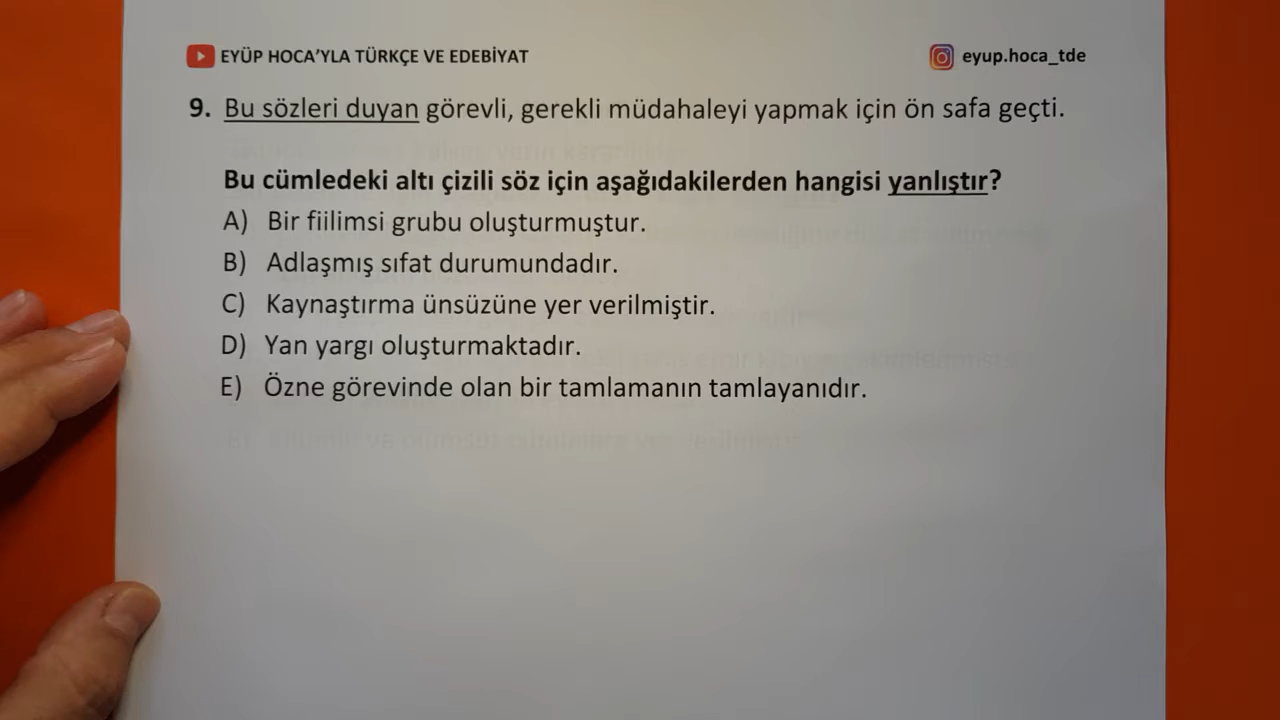 EYÜP HOCA'YLA TÜRKÇE VE EDEBİYAT
eyup.hoca_tde
9. Bu sözleri duyan görevli, gerekli müdahaleyi yapmak için ön safa geçti.
Bu cümledeki altı çizili söz için aşağıdakilerden hangisi yanlıştır?
A) Bir fiilimsi grubu oluşturmuştur.
B) Adlaşmış sıfat durumundadır.
C) Kaynaştırma ünsüzüne yer verilmiştir.
D) Yan yargı oluşturmaktadır.
E) Özne görevinde olan bir tamlamanın tamlayanıdır.